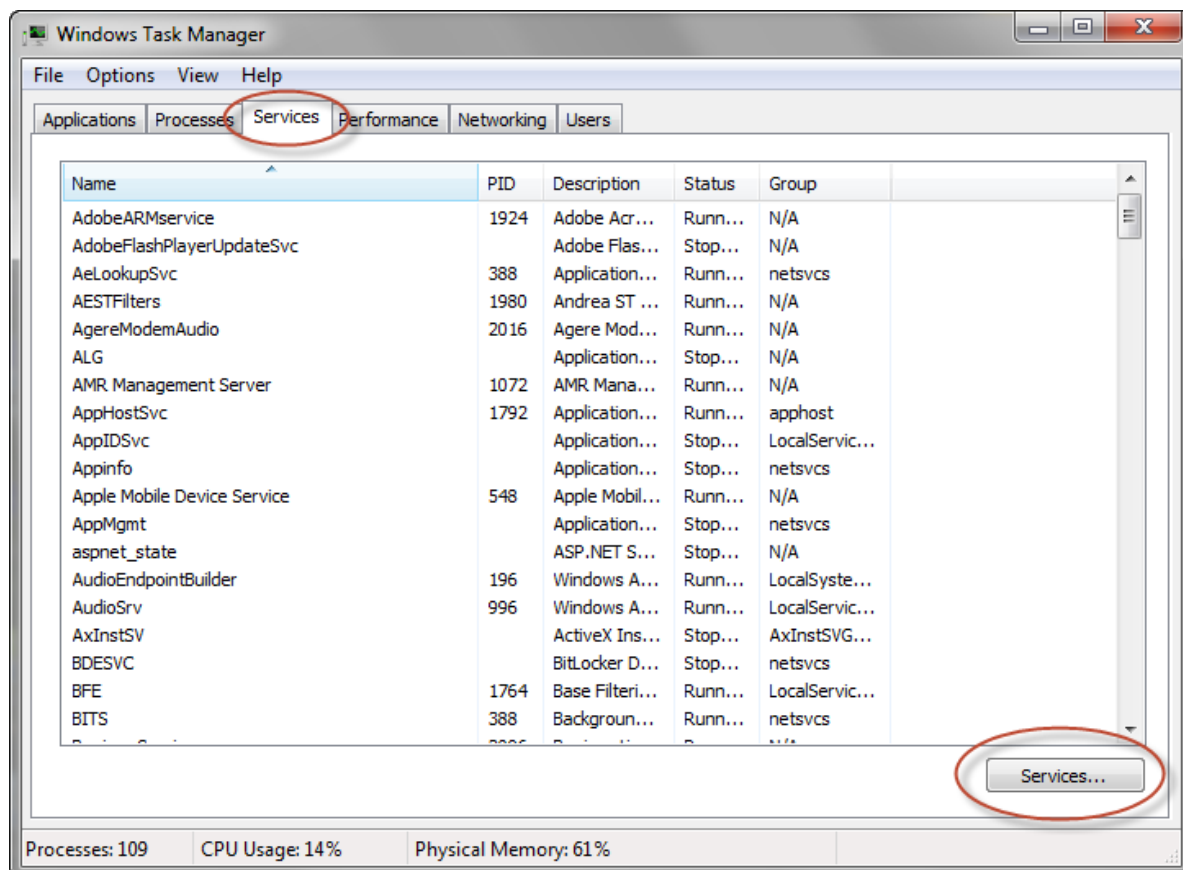 Windows Task Manager
File Options View Help
Applications Processes Services Performance Networking Users
Name PID Description Status Group
AdobeARMservice 1924 Adobe Acr... Runn... N/A
AdobeFlashPlayerUpdateSvc Adobe Flas... Stop... N/A
AeLookupSvc 388 Application... Runn... netsvcs
AESTFilters 1980 Andrea ST ... Runn... N/A
AgereModemAudio 2016 Agere Mod... Runn... N/A
ALG Application... Stop... N/A
AMR Management Server 1072 AMR Mana... Runn... N/A
AppHostSvc 1792 Application... Runn... apphost
AppIDSvc Application... Stop... LocalServic...
Appinfo Application... Stop... netsvcs
Apple Mobile Device Service 548 Apple Mobil... Runn... N/A
AppMgmt Application... Stop... netsvcs
aspnet_state ASP.NET S... Stop... N/A
AudioEndpointBuilder 196 Windows A... Runn... LocalSyste...
AudioSrv 996 Windows A... Runn... LocalServic...
AxInstSV ActiveX Ins... Stop... AxInstSVG...
BDESVC BitLocker D... Stop... netsvcs
BFE 1764 Base Filteri... Runn... LocalServic...
BITS 388 Backgroun... Runn... netsvcs
Services...
Processes: 109 CPU Usage: 14% Physical Memory: 61%